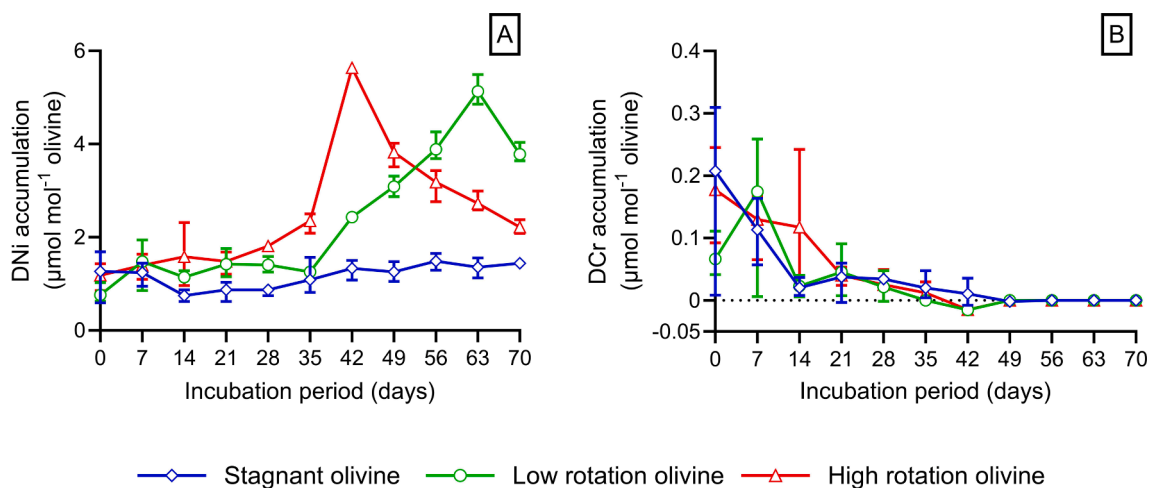 A
DNi accumulation
(µmol mol⁻¹ olivine)
6
4
2
0
0 7 14 21 28 35 42 49 56 63 70
Incubation period (days)
B
DCr accumulation
(µmol mol⁻¹ olivine)
0.4
0.3
0.2
0.1
0
-0.05
0 7 14 21 28 35 42 49 56 63 70
Incubation period (days)
Stagnant olivine Low rotation olivine High rotation olivine